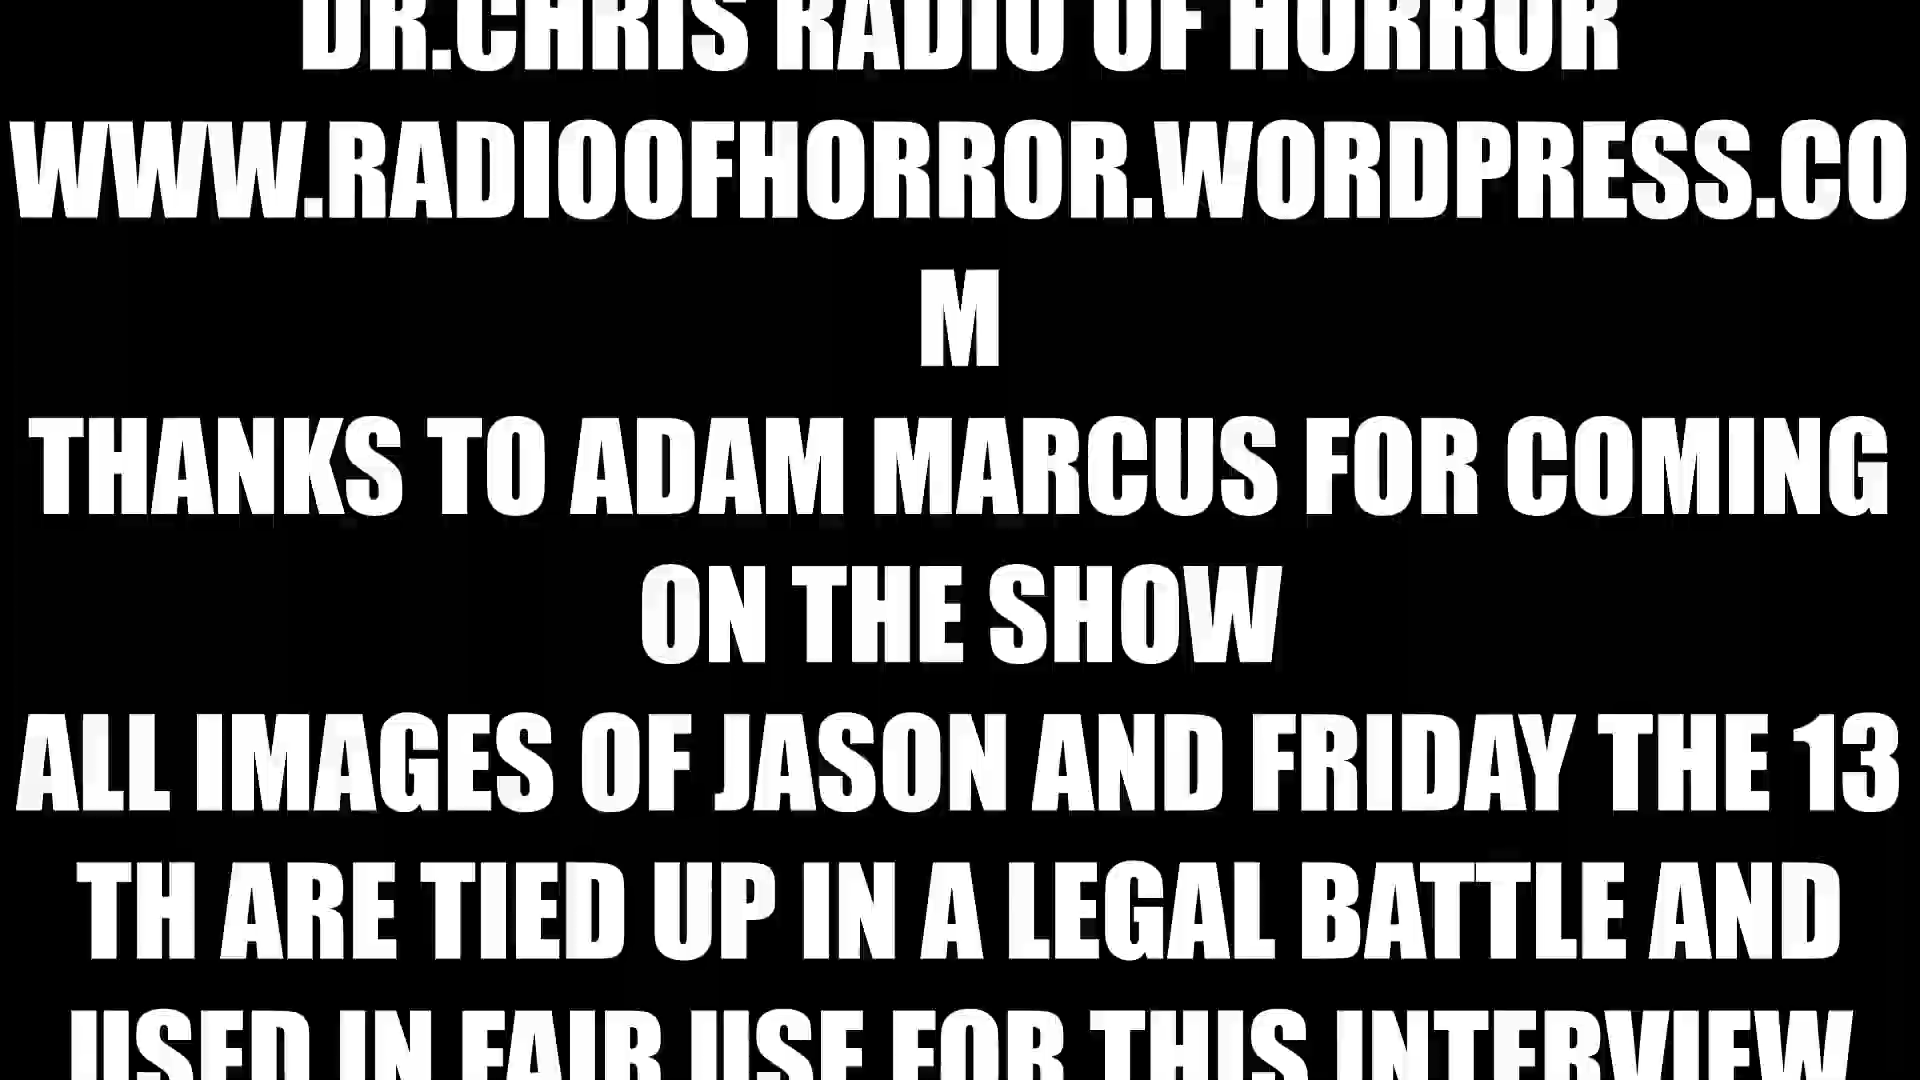 DR.CHRIS RADIO OF HORROR
WWW.RADIOOFHORROR.WORDPRESS.CO
M
THANKS TO ADAM MARCUS FOR COMING
ON THE SHOW
ALL IMAGES OF JASON AND FRIDAY THE 13
TH ARE TIED UP IN A LEGAL BATTLE AND
USED IN FAIR USE FOR THIS INTERVIEW